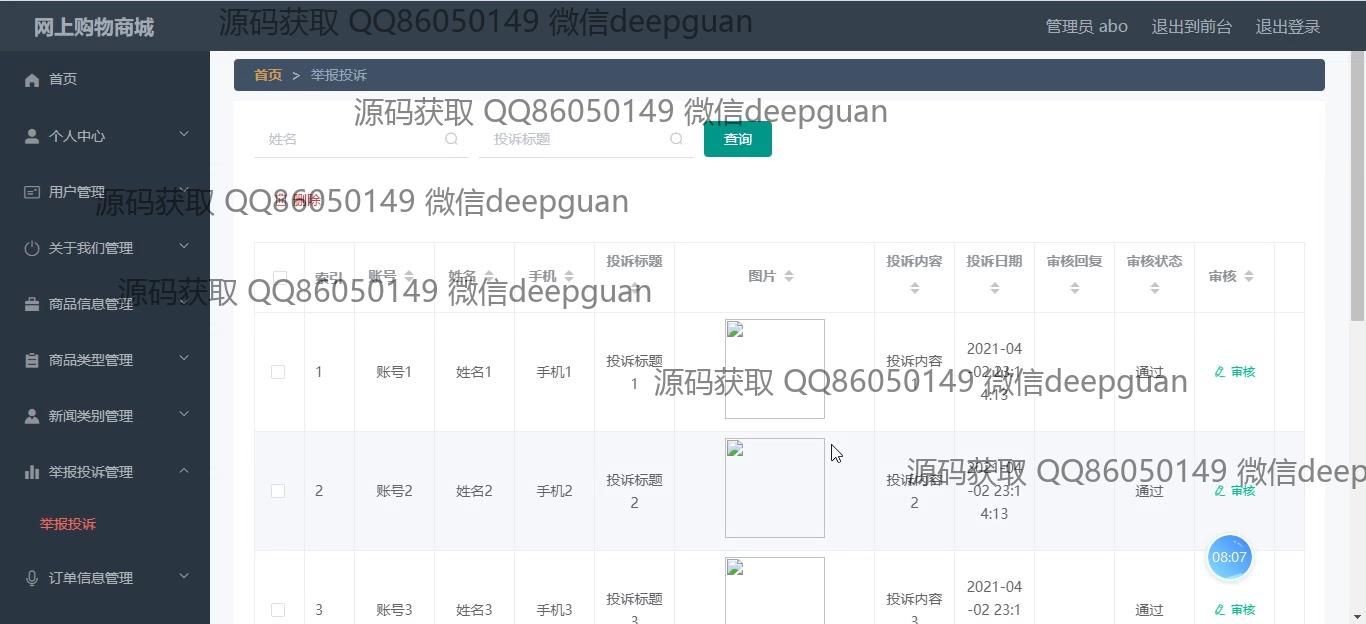 网上购物商城
源码获取 QQ86050149 微信deepguan
管理员 abo 退出到前台 退出登录
首页 > 举报投诉
首页
个人中心
用户管理
关于我们管理
商品信息管理
商品类型管理
新闻类别管理
举报投诉管理
举报投诉
订单信息管理
源码获取 QQ86050149 微信deepguan
姓名 投诉标题 查询
源码获取 QQ86050149 微信deepguan
删除
索引 账号 姓名 手机 投诉标题 图片 投诉内容 投诉日期 审核回复 审核状态 审核
源码获取 QQ86050149 微信deepguan
1 账号1 姓名1 手机1 投诉标题
1
投诉内容
1
2021-04
-02 23:1
4:13
通过 审核
源码获取 QQ86050149 微信deepguan
2 账号2 姓名2 手机2 投诉标题
2
投诉内容
2
2021-04
-02 23:1
4:13
通过 审核
源码获取 QQ86050149 微信deep
08:07
3 账号3 姓名3 手机3 投诉标题
3
投诉内容
3
2021-04
-02 23:1
通过 审核